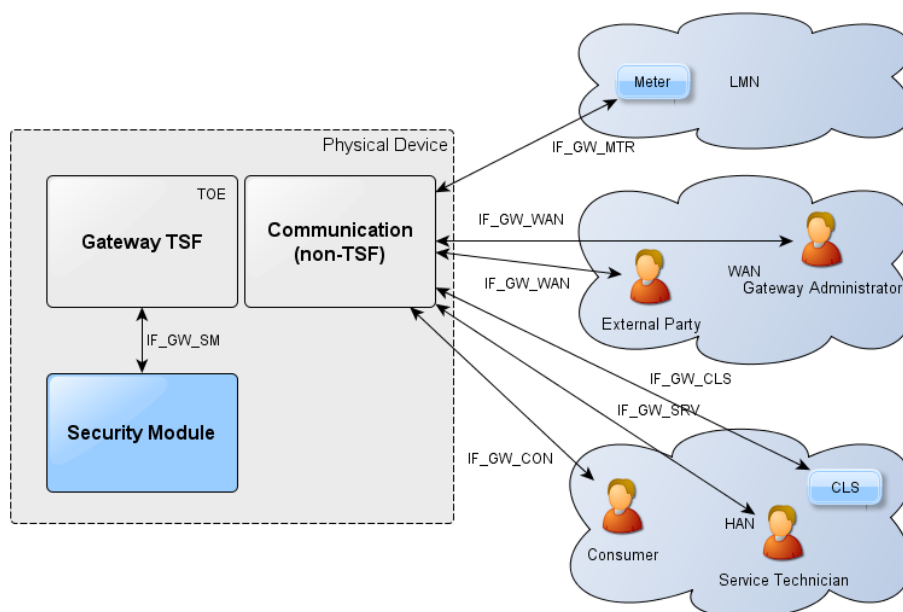 Meter
LMN
Physical Device
IF_GW_MTR
TOE
Gateway TSF
Communication
(non-TSF)
IF_GW_WAN
IF_GW_WAN
WAN
Gateway Administrator
External Party
IF_GW_SM
IF_GW_CLS
IF_GW_SRV
Security Module
IF_GW_CON
CLS
HAN
Consumer
Service Technician